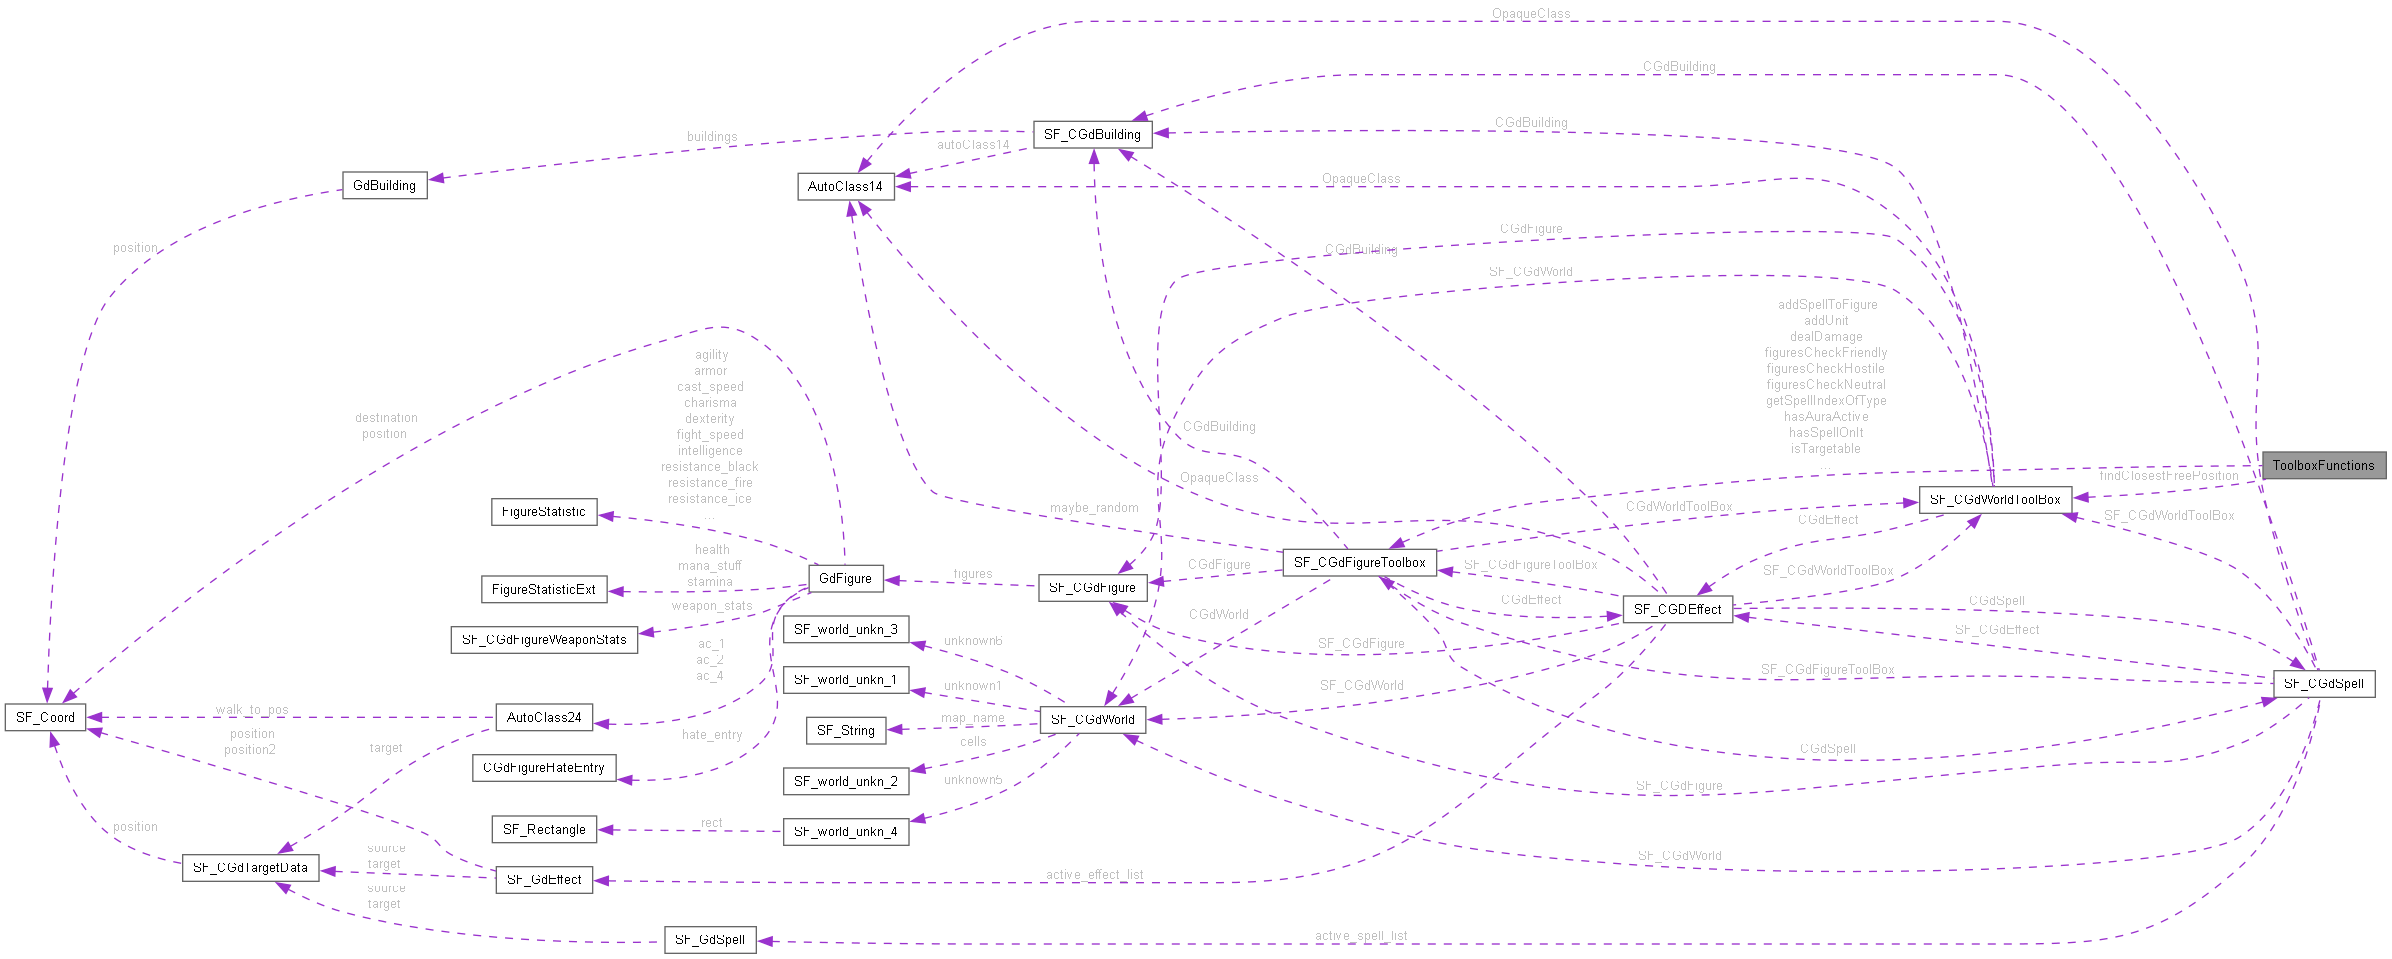 OpaqueClass
CGdBuilding
SF_CGdBuilding
CGdBuilding
buildings
autoClass14
GdBuilding
AutoClass14
OpaqueClass
position
CGdFigure
CGdBuilding
SF_CGdWorld
addSpellToFigure
addUnit
dealDamage
figuresCheckFriendly
figuresCheckHostile
figuresCheckNeutral
getSpellIndexOfType
hasAuraActive
hasSpellOnIt
isTargetable
...
agility
armor
cast_speed
charisma
dexterity
fight_speed
intelligence
resistance_black
resistance_fire
resistance_ice
...
destination
position
CGdBuilding
ToolboxFunctions
OpaqueClass
findClosestFreePosition
SF_CGdWorldToolBox
FigureStatistic
maybe_random
CGdWorldToolBox
CGdEffect
SF_CGdWorldToolBox
health
mana_stuff
stamina
SF_CGdFigureToolbox
CGdFigure
SF_CGdFigureToolBox
SF_CGdWorldToolBox
figures
GdFigure
SF_CGdFigure
FigureStatisticExt
CGdEffect
SF_CGDEffect
CGdSpell
weapon_stats
CGdWorld
SF_world_unkn_3
SF_CGdEffect
SF_CGdFigureWeaponStats
unknown6
SF_CGdFigure
ac_1
ac_2
ac_4
SF_CGdFigureToolBox
SF_world_unkn_1
unknown1
SF_CGdWorld
SF_CGdSpell
SF_Coord
walk_to_pos
AutoClass24
SF_CGdWorld
map_name
SF_String
position
position2
target
hate_entry
cells
CGdSpell
CGdFigureHateEntry
SF_world_unkn_2
unknown5
SF_CGdFigure
position
SF_Rectangle
rect
SF_world_unkn_4
source
target
SF_CGdWorld
SF_CGdTargetData
SF_GdEffect
active_effect_list
source
target
SF_GdSpell
active_spell_list